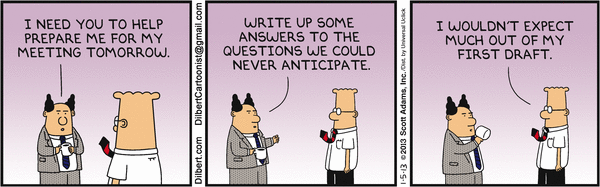 I NEED YOU TO HELP
PREPARE ME FOR MY
MEETING TOMORROW.
Dilbert.com DilbertCartoonist@gmail.com
WRITE UP SOME
ANSWERS TO THE
QUESTIONS WE COULD
NEVER ANTICIPATE.
1-5-13 ©2013 Scott Adams, Inc. /Dist. by Universal Uclick
I WOULDN'T EXPECT
MUCH OUT OF MY
FIRST DRAFT.